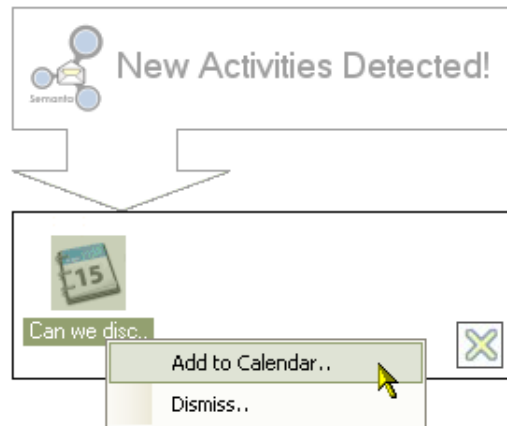 New Activities Detected!
Semanta
15
Can we disc..
Add to Calendar..
Dismiss..